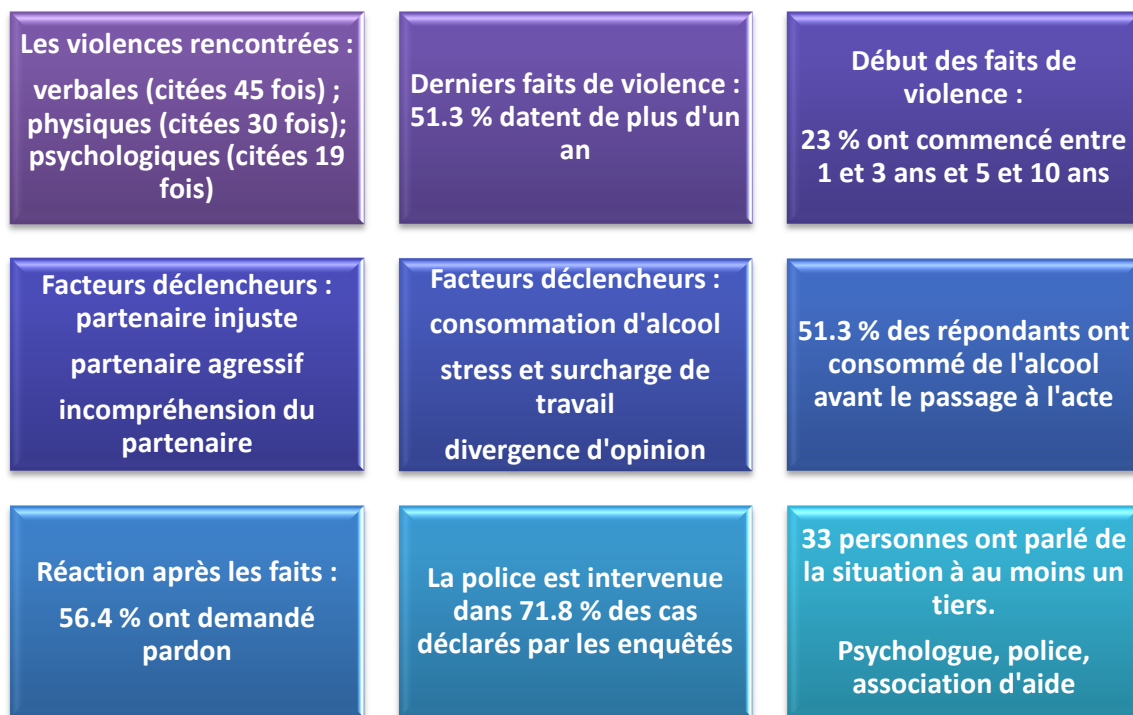 Les violences rencontrées :
verbales (citées 45 fois) ;
physiques (citées 30 fois);
psychologiques (citées 19
fois)
Derniers faits de violence :
51.3 % datent de plus d'un
an
Début des faits de
violence :
23 % ont commencé entre
1 et 3 ans et 5 et 10 ans
Facteurs déclencheurs :
partenaire injuste
partenaire agressif
incompréhension du
partenaire
Facteurs déclencheurs :
consommation d'alcool
stress et surcharge de
travail
divergence d'opinion
51.3 % des répondants ont
consommé de l'alcool
avant le passage à l'acte
Réaction après les faits :
56.4 % ont demandé
pardon
La police est intervenue
dans 71.8 % des cas
déclarés par les enquêtés
33 personnes ont parlé de
la situation à au moins un
tiers.
Psychologue, police,
association d'aide